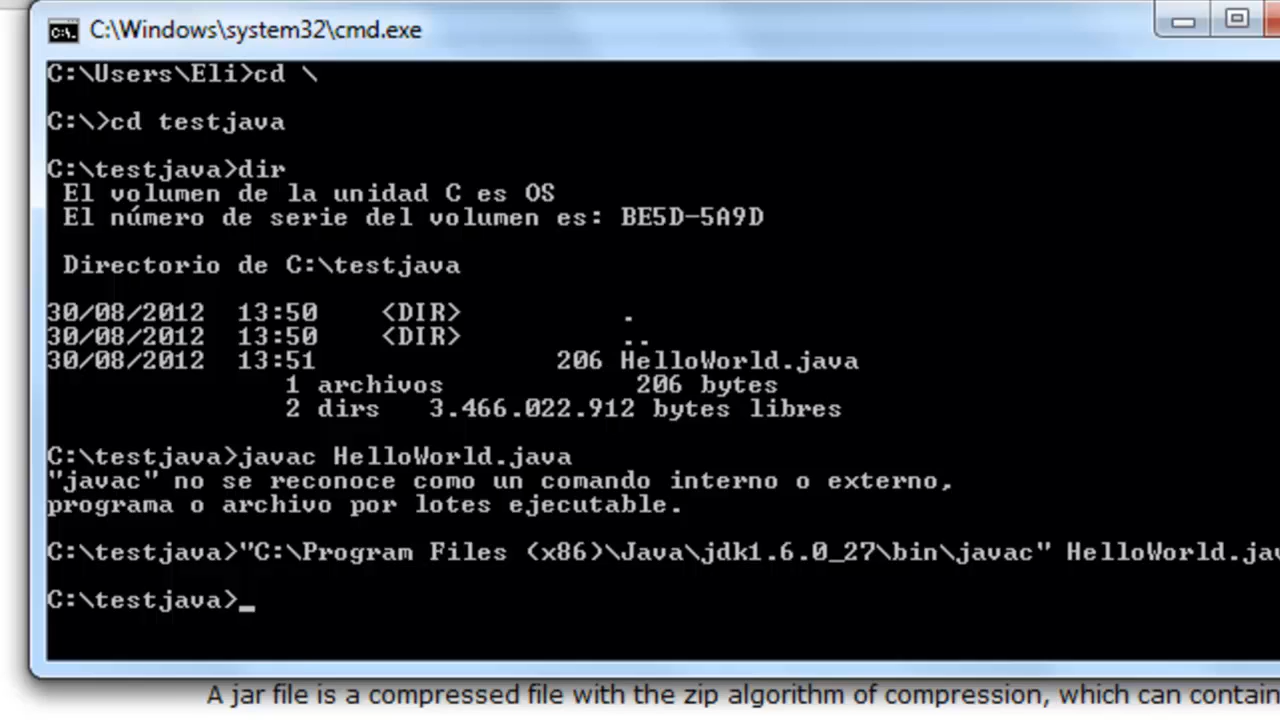 C:\Windows\system32\cmd.exe
C:\Users\Eli>cd \
C:\>cd testjava
C:\testjava>dir
El volumen de la unidad C es OS
El número de serie del volumen es: BE5D-5A9D
Directorio de C:\testjava
30/08/2012 13:50 <DIR> .
30/08/2012 13:50 <DIR> ..
30/08/2012 13:51 206 HelloWorld.java
1 archivos 206 bytes
2 dirs 3.466.022.912 bytes libres
C:\testjava>javac HelloWorld.java
"javac" no se reconoce como un comando interno o externo,
programa o archivo por lotes ejecutable.
C:\testjava>"C:\Program Files (x86)\Java\jdk1.6.0_27\bin\javac" HelloWorld.jav
C:\testjava>_
A jar file is a compressed file with the zip algorithm of compression, which can contain